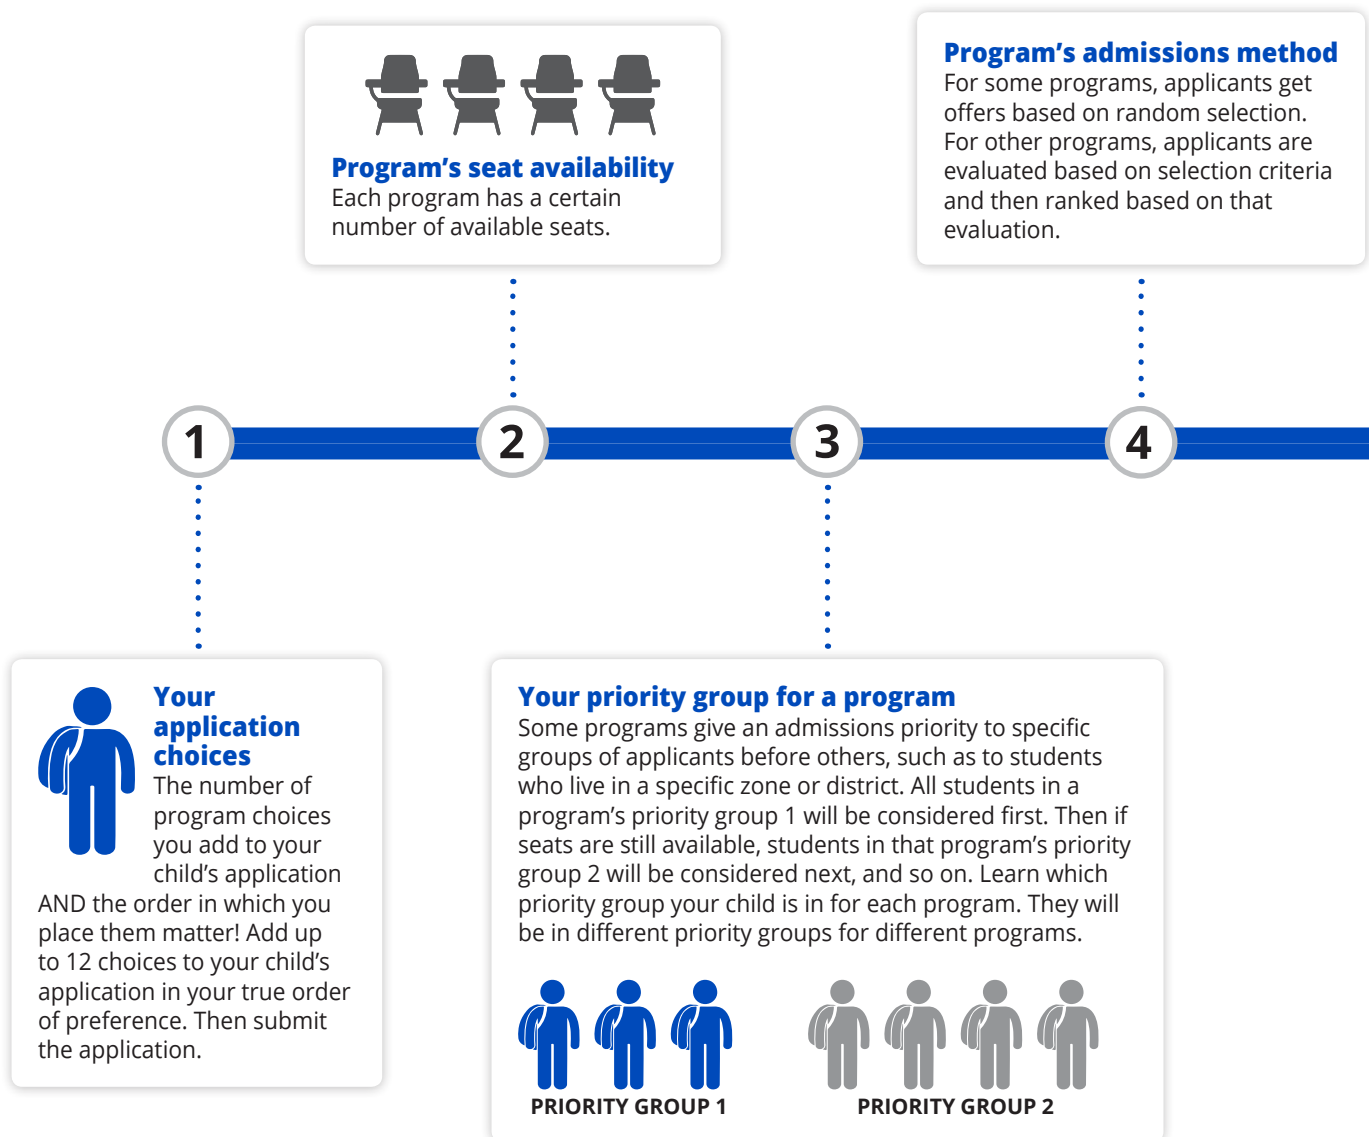 1
Your
application
choices
The number of
program choices
you add to your
child's application
AND the order in which you
place them matter! Add up
to 12 choices to your child's
application in your true order
of preference. Then submit
the application.
2
Program's seat availability
Each program has a certain
number of available seats.
3
Your priority group for a program
Some programs give an admissions priority to specific
groups of applicants before others, such as to students
who live in a specific zone or district. All students in a
program's priority group 1 will be considered first. Then if
seats are still available, students in that program's priority
group 2 will be considered next, and so on. Learn which
priority group your child is in for each program. They will
be in different priority groups for different programs.
PRIORITY GROUP 1
PRIORITY GROUP 2
4
Program's admissions method
For some programs, applicants get
offers based on random selection.
For other programs, applicants are
evaluated based on selection criteria
and then ranked based on that
evaluation.